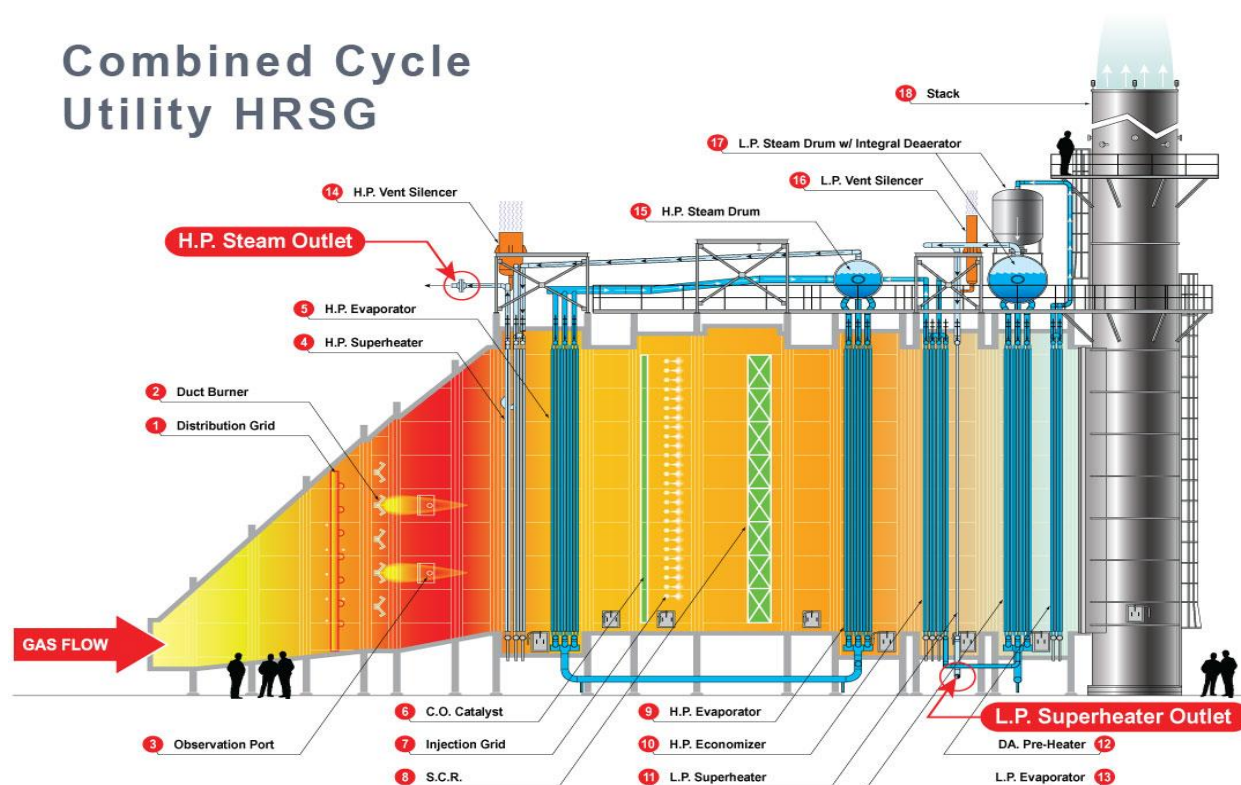 Combined Cycle
Utility HRSG
18 Stack
17 L.P. Steam Drum w/ Integral Deaerator
14 H.P. Vent Silencer
16 L.P. Vent Silencer
15 H.P. Steam Drum
H.P. Steam Outlet
5 H.P. Evaporator
4 H.P. Superheater
2 Duct Burner
1 Distribution Grid
GAS FLOW
6 C.O. Catalyst
9 H.P. Evaporator
L.P. Superheater Outlet
3 Observation Port
7 Injection Grid
10 H.P. Economizer
DA. Pre-Heater 12
8 S.C.R.
11 L.P. Superheater
L.P. Evaporator 13